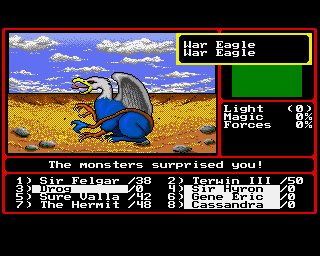 War Eagle
War Eagle
Light (0)
Magic 0%
Forces 0%
The monsters surprised you!
1) Sir Felgar /38 2) Terwin III /50
3) Drog /0 4) Sir Hyron /0
5) Sure Valla /42 6) Gene Eric /0
7) The Hermit /48 8) Cassandra /0